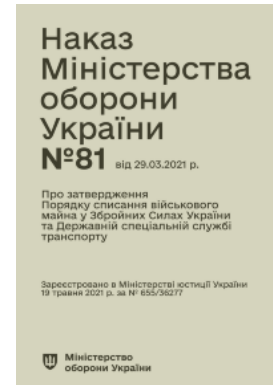 Наказ
Міністерства
оборони
України
№81 від 29.03.2021 р.
Про затвердження
Порядку списання військового
майна у Збройних Силах України
та Державній спеціальній службі
транспорту
Зареєстровано в Міністерстві юстиції України
19 травня 2021 р. за № 655/36277
Міністерство
оборони України